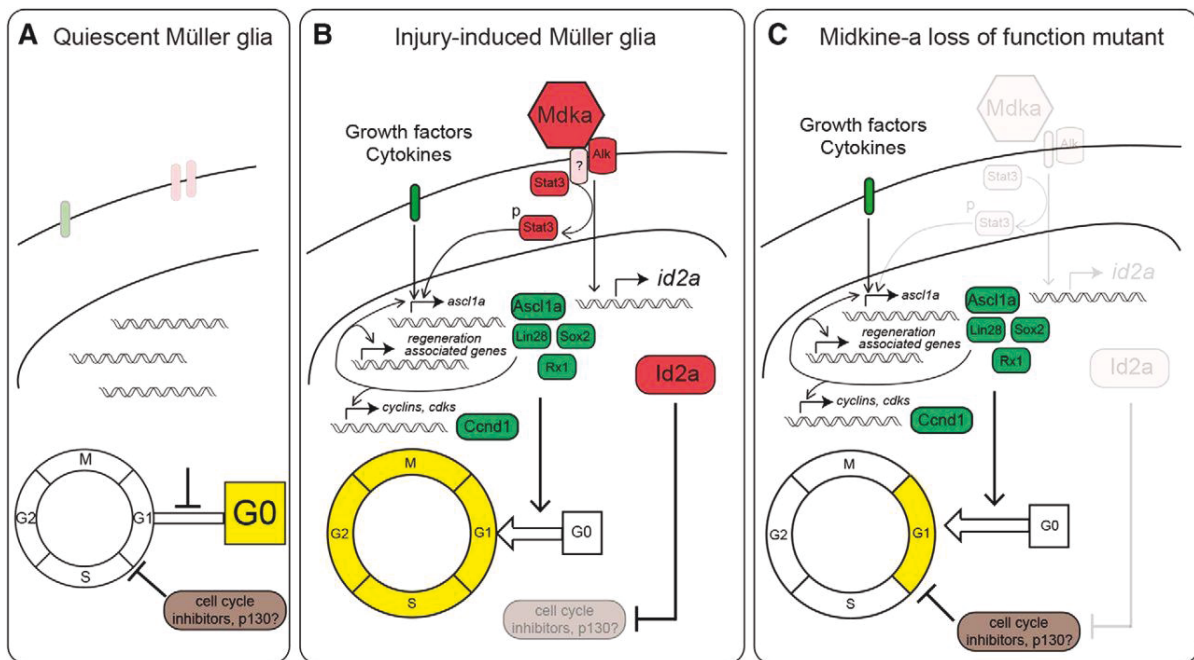 A Quiescent Müller glia
M
G2
G1
S
G0
cell cycle
inhibitors, p130?
B Injury-induced Müller glia
Growth factors
Cytokines
Mdka
?
Alk
Stat3
p
Stat3
id2a
ascl1a
Ascl1a
Lin28
Sox2
Rx1
regeneration
associated genes
Id2a
cyclins, cdks
Ccnd1
M
G2
G1
S
G0
cell cycle
inhibitors, p130?
C Midkine-a loss of function mutant
Growth factors
Cytokines
Mdka
Alk
Stat3
p
Stat3
id2a
ascl1a
Ascl1a
Lin28
Sox2
Rx1
regeneration
associated genes
Id2a
cyclins, cdks
Ccnd1
M
G2
G1
S
G0
cell cycle
inhibitors, p130?